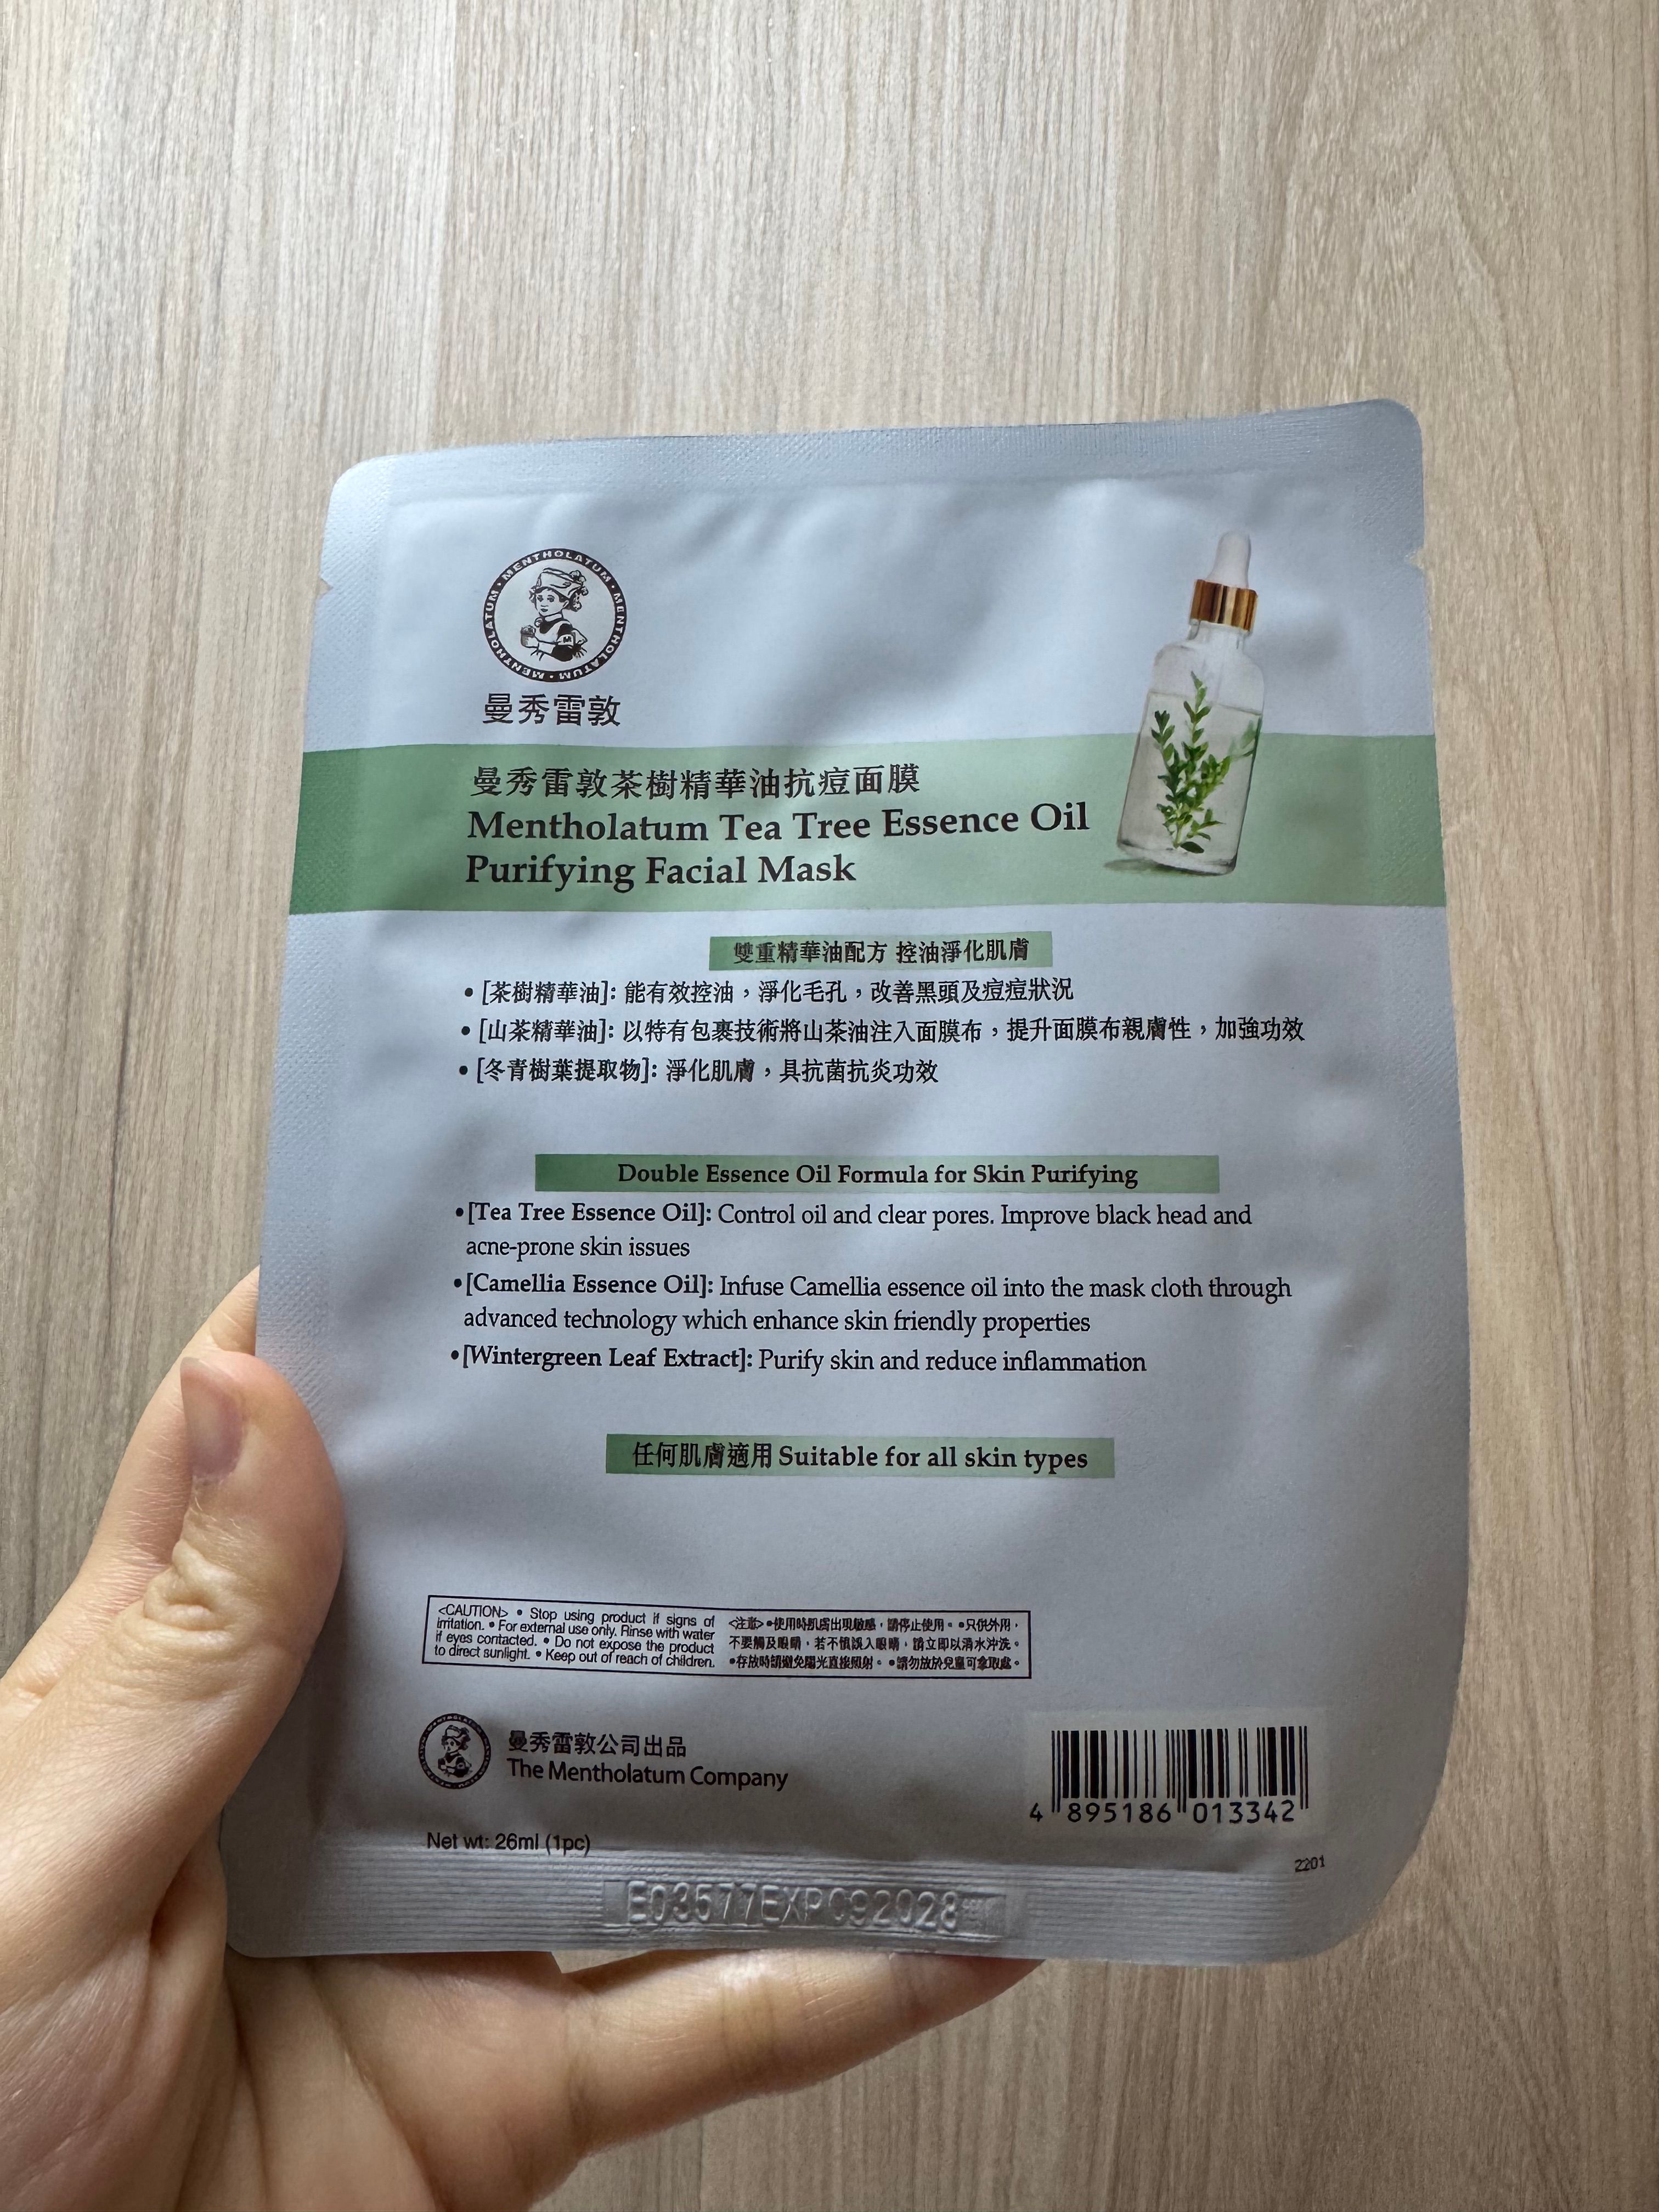 MENTHOLATUM · MENTHOLATUM · MENTHOLATUM ·
M
曼秀雷敦
曼秀雷敦茶樹精華油抗痘面膜
Mentholatum Tea Tree Essence Oil
Purifying Facial Mask
雙重精華油配方 控油淨化肌膚
• [茶樹精華油]: 能有效控油，淨化毛孔，改善黑頭及痘痘狀況
• [山茶精華油]: 以特有包裹技術將山茶油注入面膜布，提升面膜布親膚性，加強功效
• [冬青樹葉提取物]: 淨化肌膚，具抗菌抗炎功效
Double Essence Oil Formula for Skin Purifying
•[Tea Tree Essence Oil]: Control oil and clear pores. Improve black head and
acne-prone skin issues
•[Camellia Essence Oil]: Infuse Camellia essence oil into the mask cloth through
advanced technology which enhance skin friendly properties
•[Wintergreen Leaf Extract]: Purify skin and reduce inflammation
任何肌膚適用 Suitable for all skin types
<CAUTION> • Stop using product if signs of
irritation. • For external use only. Rinse with water
if eyes contacted. • Do not expose the product
to direct sunlight. • Keep out of reach of children.
<注意>•使用時肌膚出現敏感，請停止使用。•只供外用，
不要觸及眼睛，若不慎誤入眼睛，請立即以清水沖洗。
•存放時請避免陽光直接照射。•請勿放於兒童可拿取處。
曼秀雷敦公司出品
The Mentholatum Company
4 895186 013342
Net wt: 26ml (1pc)
2201
E03577EXP092028